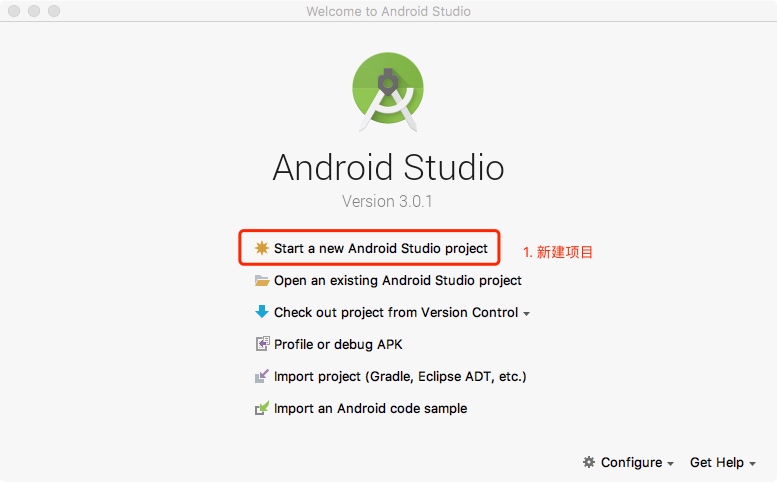 Welcome to Android Studio
Android Studio
Version 3.0.1
Start a new Android Studio project
1. 新建项目
Open an existing Android Studio project
Check out project from Version Control
Profile or debug APK
Import project (Gradle, Eclipse ADT, etc.)
Import an Android code sample
Configure
Get Help